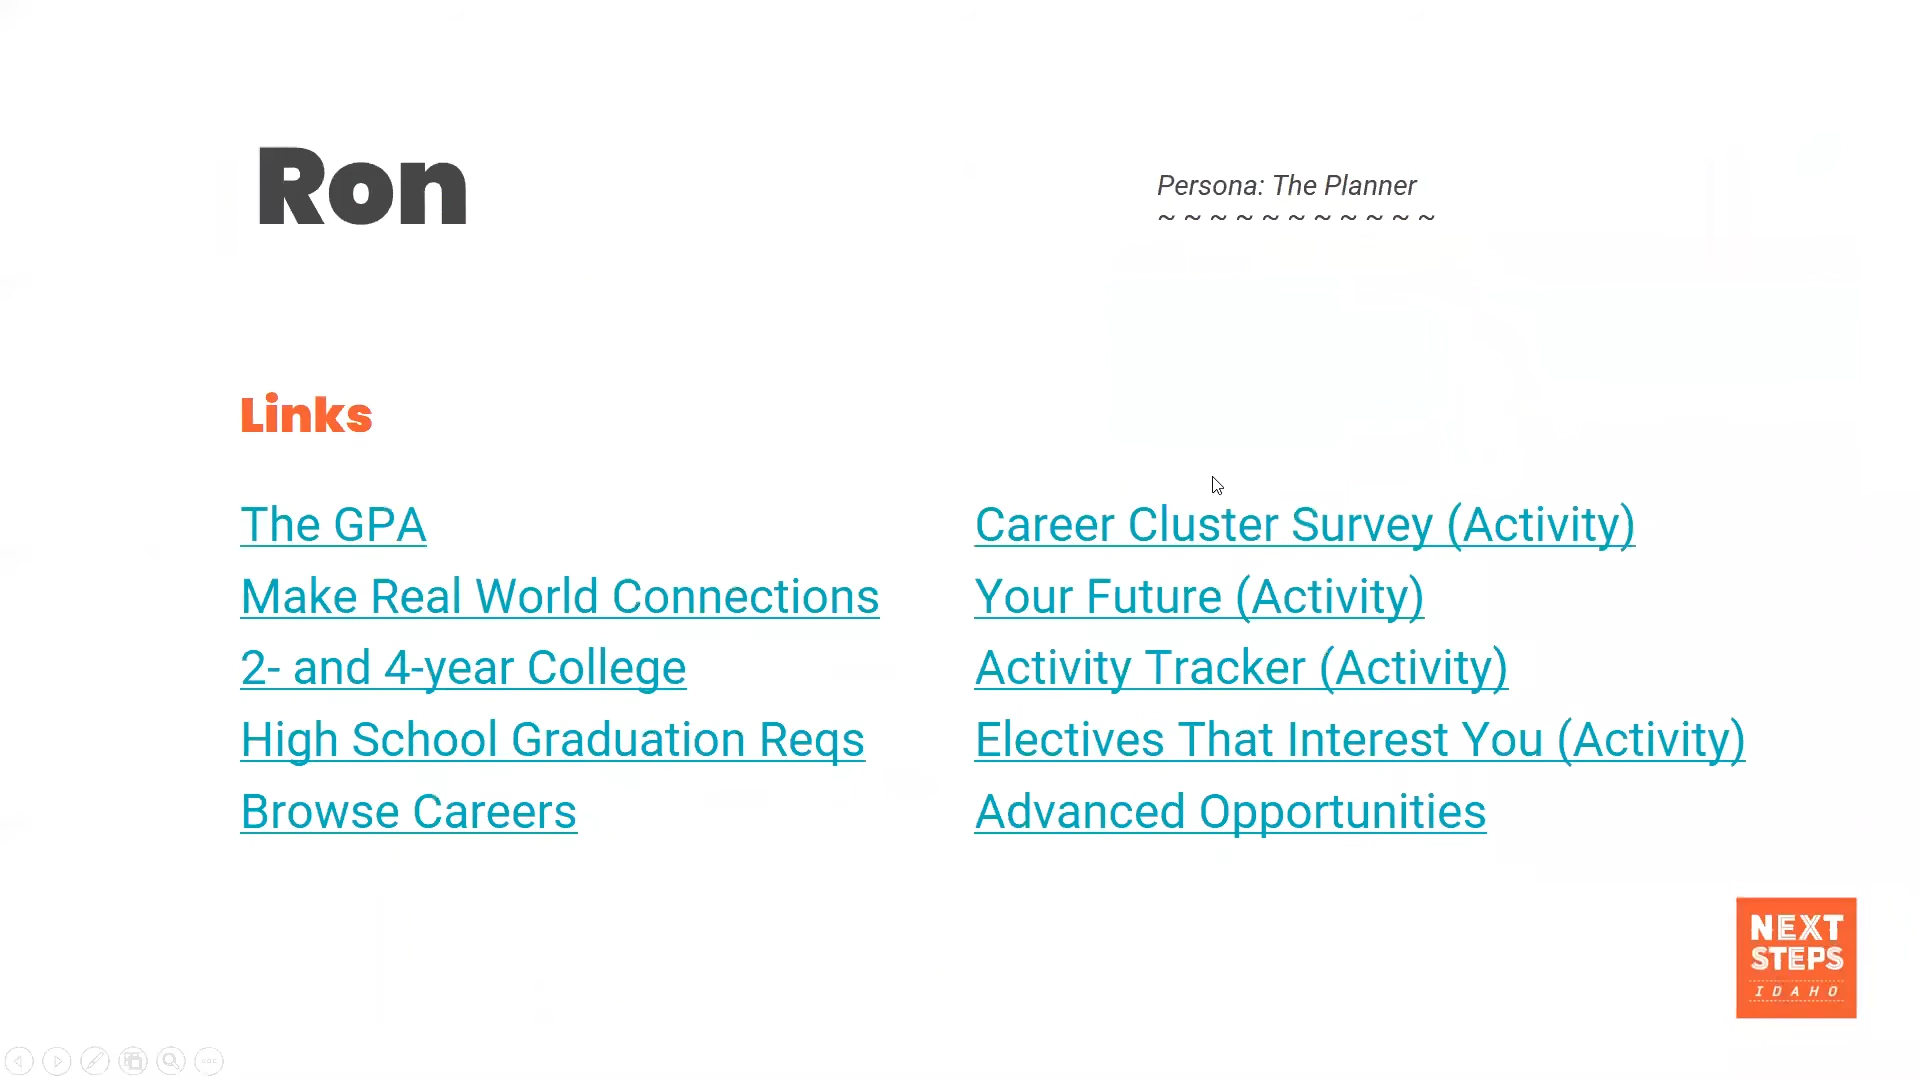 Ron
Persona: The Planner
~ ~ ~ ~ ~ ~ ~ ~ ~ ~ ~
Links
The GPA
Make Real World Connections
2- and 4-year College
High School Graduation Reqs
Browse Careers
Career Cluster Survey (Activity)
Your Future (Activity)
Activity Tracker (Activity)
Electives That Interest You (Activity)
Advanced Opportunities
NEXT
STEPS
IDAHO